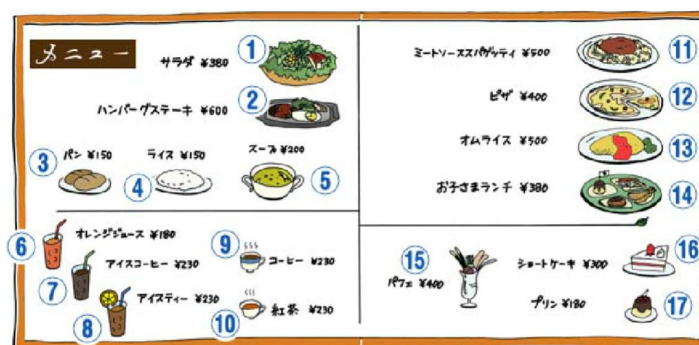 メニュー
① サラダ ¥380
② ハンバーグステーキ ¥600
③ パン ¥150
④ ライス ¥150
⑤ スープ ¥200
⑥ オレンジジュース ¥180
⑦ アイスコーヒー ¥230
⑧ アイスティー ¥230
⑨ コーヒー ¥230
⑩ 紅茶 ¥230
⑪ ミートソーススパゲッティ ¥500
⑫ ピザ ¥400
⑬ オムライス ¥500
⑭ お子さまランチ ¥380
⑮ パフェ ¥400
⑯ ショートケーキ ¥300
⑰ プリン ¥180